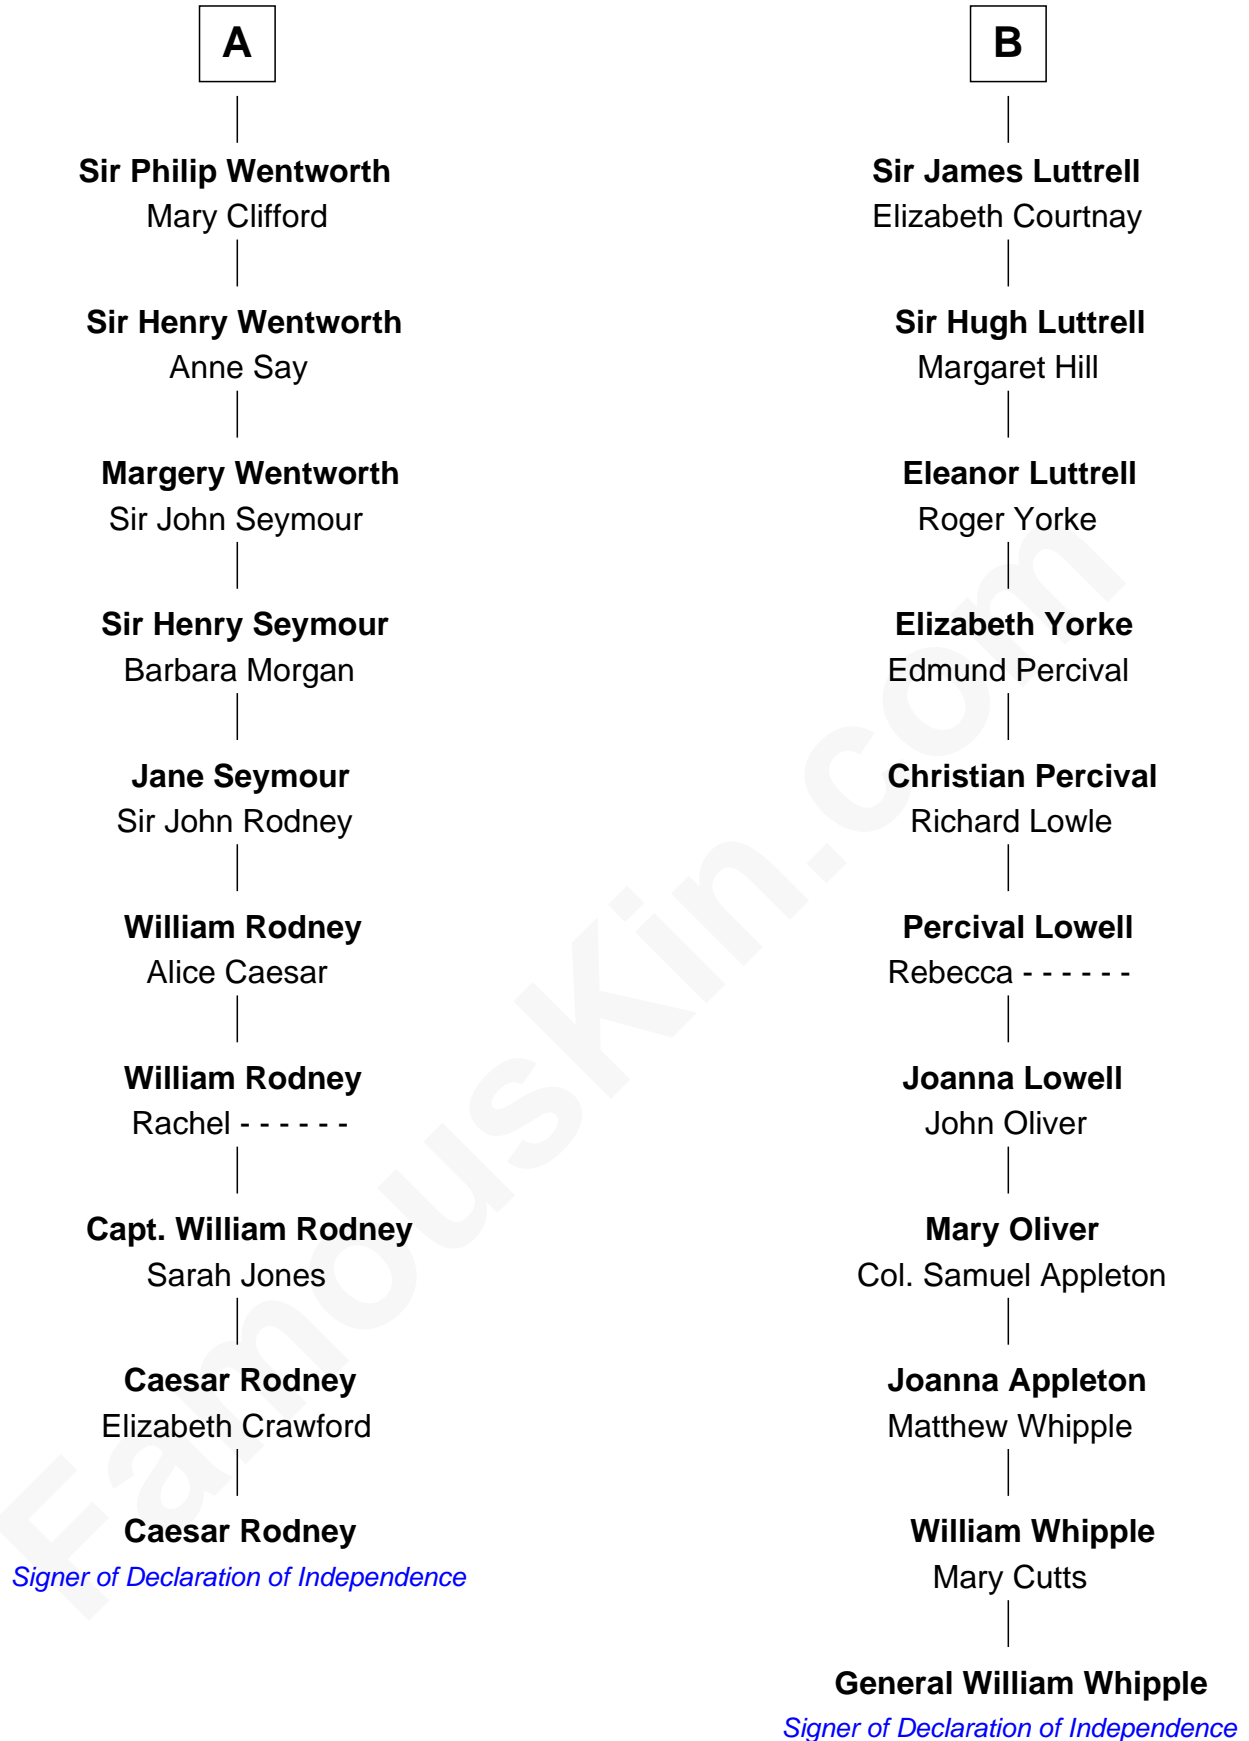 A
Sir Philip Wentworth
Mary Clifford
Sir Henry Wentworth
Anne Say
Margery Wentworth
Sir John Seymour
Sir Henry Seymour
Barbara Morgan
Jane Seymour
Sir John Rodney
William Rodney
Alice Caesar
William Rodney
Rachel - - - - - -
Capt. William Rodney
Sarah Jones
Caesar Rodney
Elizabeth Crawford
Caesar Rodney
Signer of Declaration of Independence
B
Sir James Luttrell
Elizabeth Courtnay
Sir Hugh Luttrell
Margaret Hill
Eleanor Luttrell
Roger Yorke
Elizabeth Yorke
Edmund Percival
Christian Percival
Richard Lowle
Percival Lowell
Rebecca - - - - - -
Joanna Lowell
John Oliver
Mary Oliver
Col. Samuel Appleton
Joanna Appleton
Matthew Whipple
William Whipple
Mary Cutts
General William Whipple
Signer of Declaration of Independence
FamousKin.com